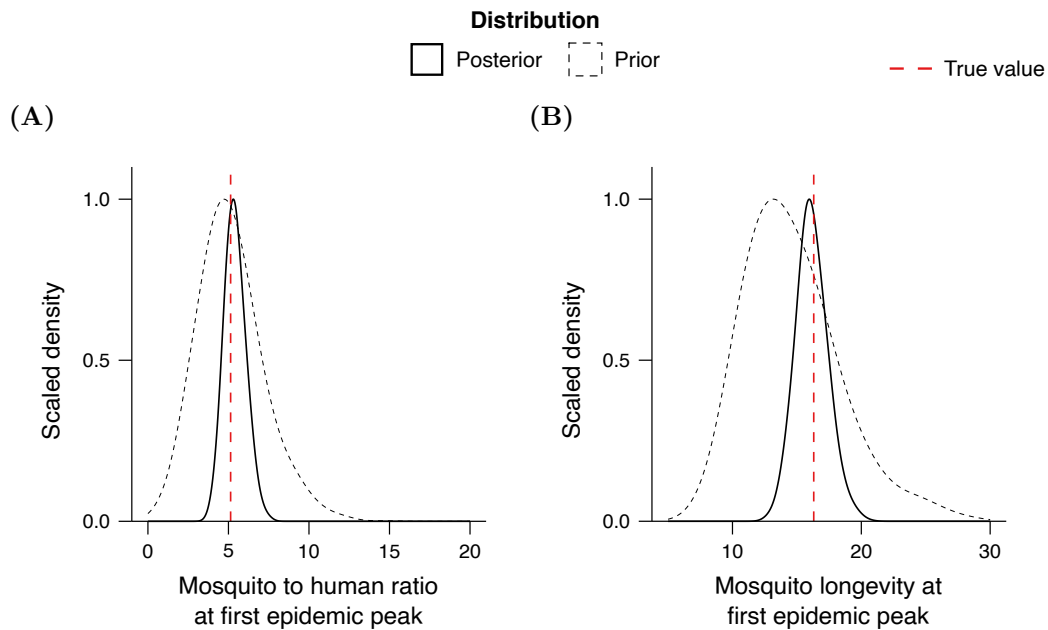 Distribution
Posterior
Prior
True value
(A)
1.0
0.5
0.0
Scaled density
0
5
10
15
20
Mosquito to human ratio
at first epidemic peak
(B)
1.0
0.5
0.0
Scaled density
10
20
30
Mosquito longevity at
first epidemic peak